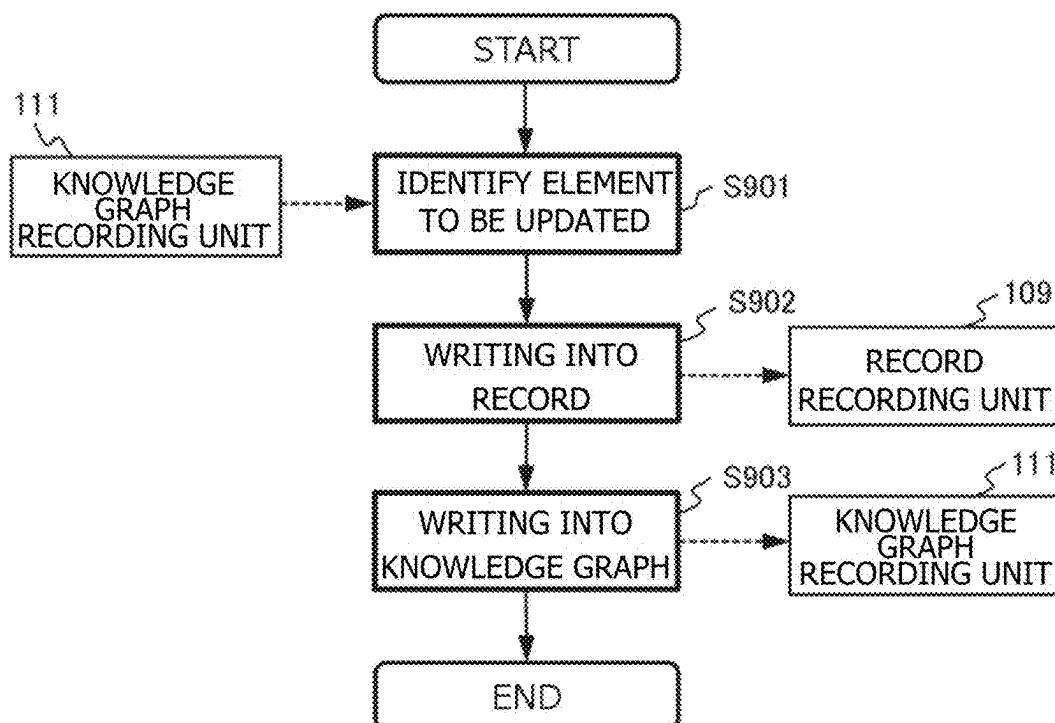 START
111
KNOWLEDGE
GRAPH
RECORDING UNIT
IDENTIFY ELEMENT
TO BE UPDATED
S901
S902
109
WRITING INTO
RECORD
RECORD
RECORDING UNIT
S903
111
WRITING INTO
KNOWLEDGE GRAPH
KNOWLEDGE
GRAPH
RECORDING UNIT
END